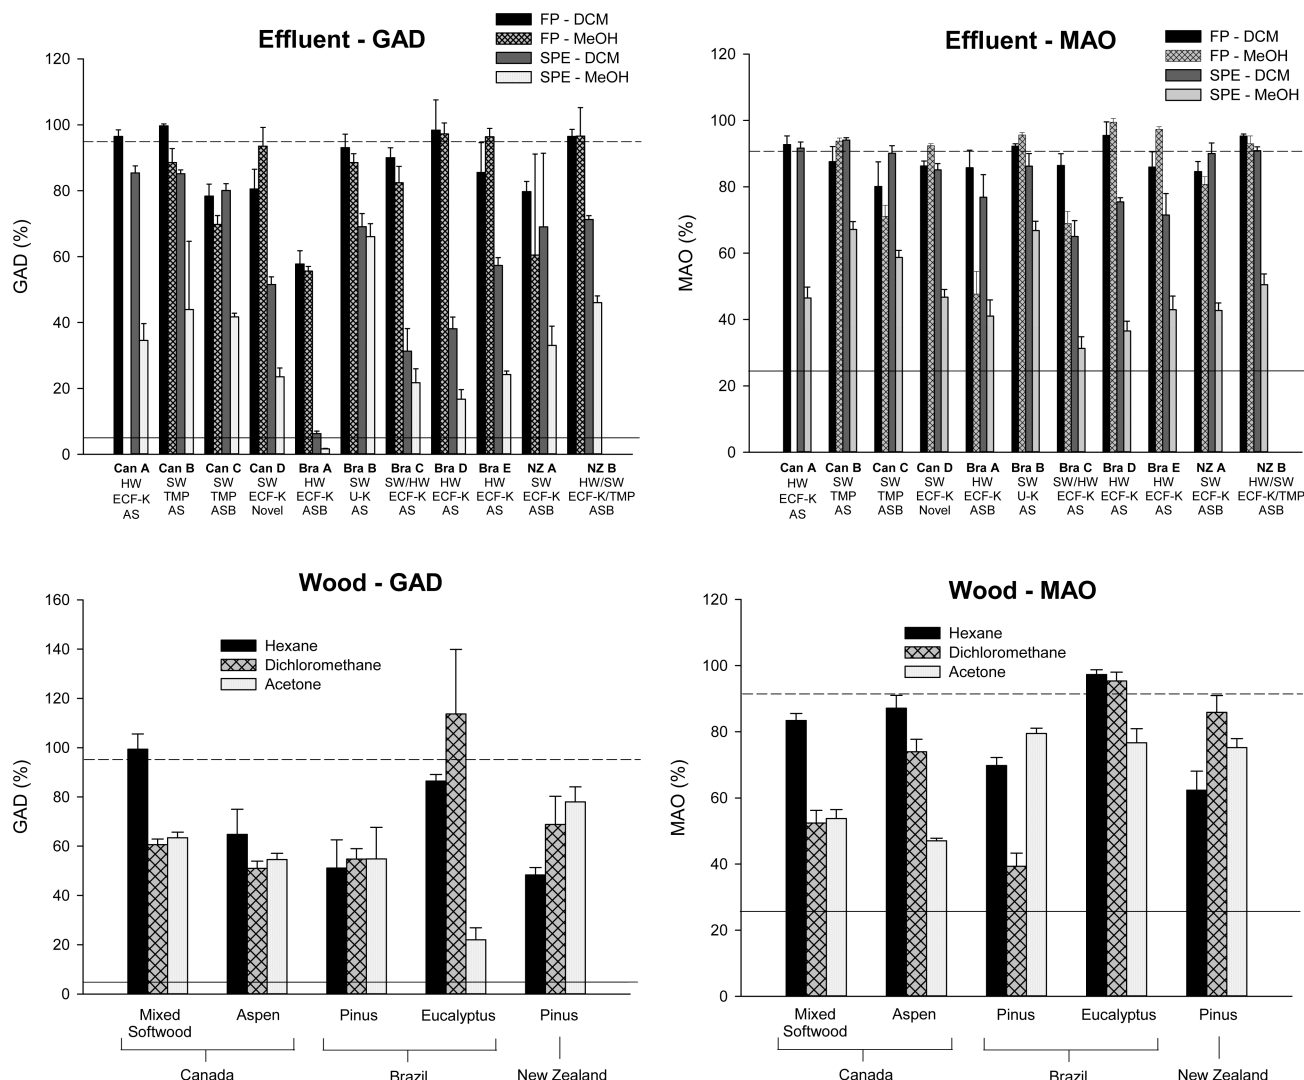 Effluent - GAD
FP - DCM
FP - MeOH
SPE - DCM
SPE - MeOH
GAD (%)
120
100
80
60
40
20
0
Can A Can B Can C Can D Bra A Bra B Bra C Bra D Bra E NZ A NZ B
HW SW SW SW HW SW SW/HW HW HW SW HW/SW
ECF-K TMP TMP ECF-K ECF-K U-K ECF-K ECF-K ECF-K ECF-K ECF-K/TMP
AS AS ASB Novel ASB AS AS AS AS ASB ASB
Effluent - MAO
FP - DCM
FP - MeOH
SPE - DCM
SPE - MeOH
MAO (%)
120
100
80
60
40
20
0
Can A Can B Can C Can D Bra A Bra B Bra C Bra D Bra E NZ A NZ B
HW SW SW SW HW SW SW/HW HW HW SW HW/SW
ECF-K TMP TMP ECF-K ECF-K U-K ECF-K ECF-K ECF-K ECF-K ECF-K/TMP
AS AS ASB Novel ASB AS AS AS AS ASB ASB
Wood - GAD
Hexane
Dichloromethane
Acetone
GAD (%)
160
140
120
100
80
60
40
20
0
Mixed Aspen Pinus Eucalyptus Pinus
Softwood
Canada Brazil New Zealand
Wood - MAO
Hexane
Dichloromethane
Acetone
MAO (%)
120
100
80
60
40
20
0
Mixed Aspen Pinus Eucalyptus Pinus
Softwood
Canada Brazil New Zealand